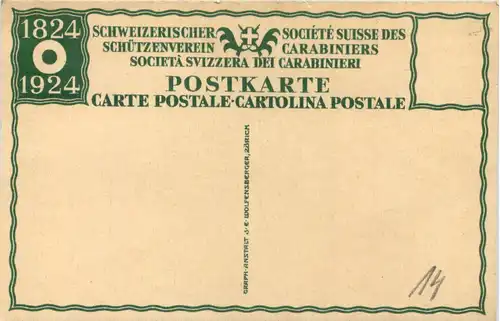 1824
1924
SCHWEIZERISCHER SOCIÉTÉ SUISSE DES
SCHÜTZENVEREIN CARABINIERS
SOCIETÀ SVIZZERA DEI CARABINIERI
POSTKARTE
CARTE POSTALE·CARTOLINA POSTALE
GRAPH. ANSTALT J·E·WOLFENSBERGER, ZÜRICH